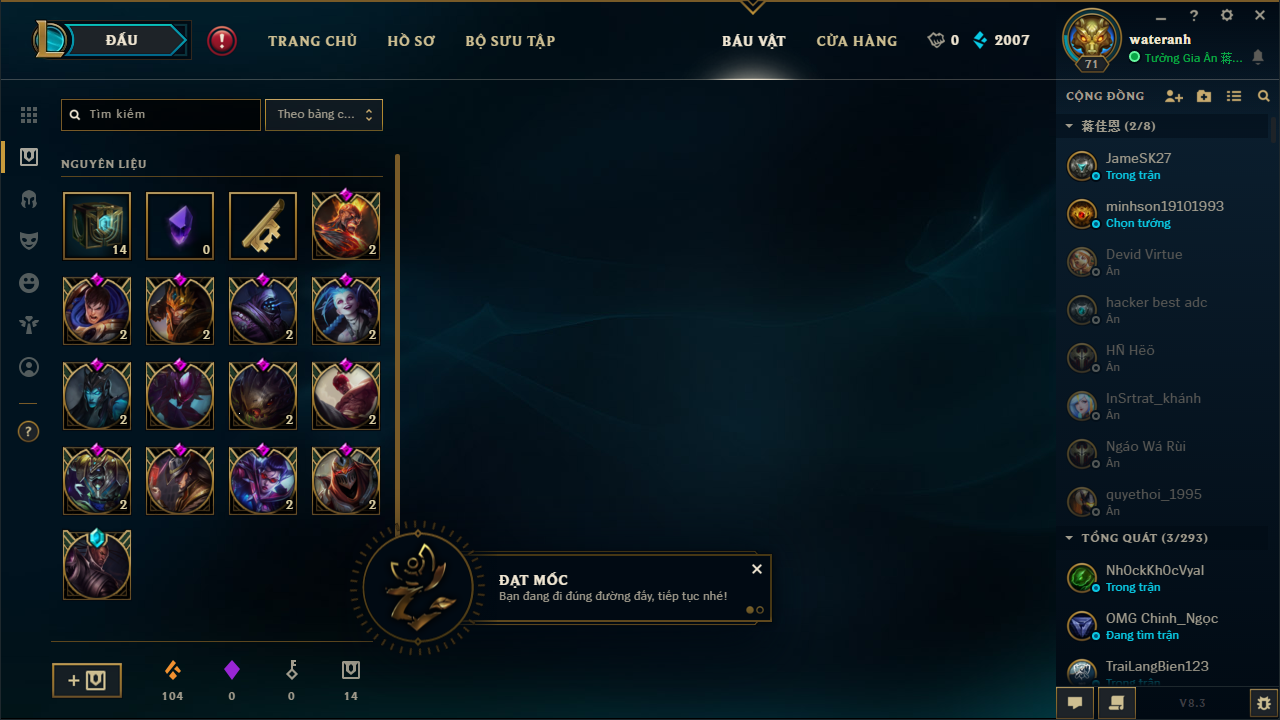 ĐẤU
TRANG CHỦ
HỒ SƠ
BỘ SƯU TẬP
BÁU VẬT
CỬA HÀNG
0
2007
71
wateranh
Tưởng Gia Ân 蒋...
Tìm kiếm
Theo bảng c...
NGUYÊN LIỆU
14
0
2
2
2
2
2
2
2
2
2
2
2
2
ĐẠT MỐC
Bạn đang đi đúng đường đấy, tiếp tục nhé!
104
0
0
14
CỘNG ĐỒNG
蒋佳恩 (2/8)
JameSK27
Trong trận
minhson19101993
Chọn tướng
Devid Virtue
Ẩn
hacker best adc
Ẩn
HÑ Hêö
Ẩn
InSrtrat_khánh
Ẩn
Ngáo Wá Rùi
Ẩn
quyethoi_1995
Ẩn
TỔNG QUÁT (3/293)
Nh0ckKh0cVyal
Trong trận
OMG Chinh_Ngọc
Đang tìm trận
TraiLangBien123
Trong trận
V8.3